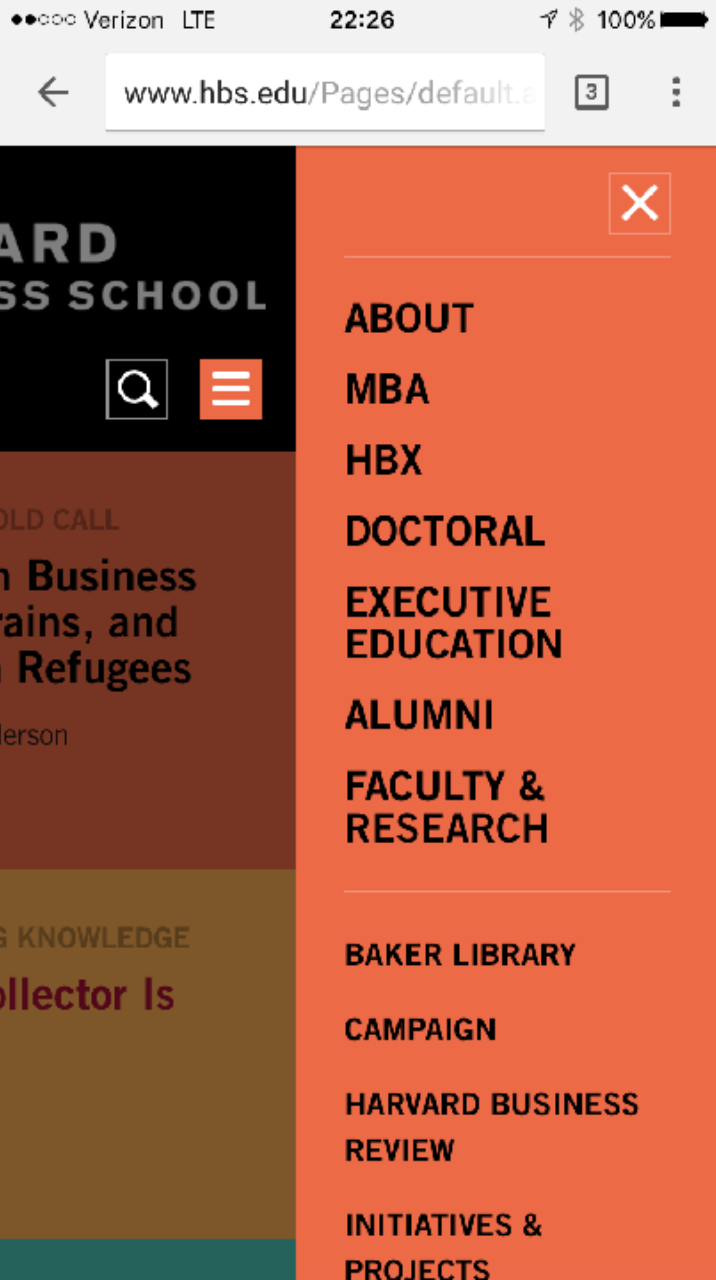 Verizon LTE 22:26 100%
www.hbs.edu/Pages/default.a
3
ARD
SS SCHOOL
ABOUT
MBA
HBX
DOCTORAL
EXECUTIVE
EDUCATION
ALUMNI
FACULTY &
RESEARCH
BAKER LIBRARY
CAMPAIGN
HARVARD BUSINESS
REVIEW
INITIATIVES &
PROJECTS
OLD CALL
n Business
rains, and
Refugees
lerson
G KNOWLEDGE
ollector Is